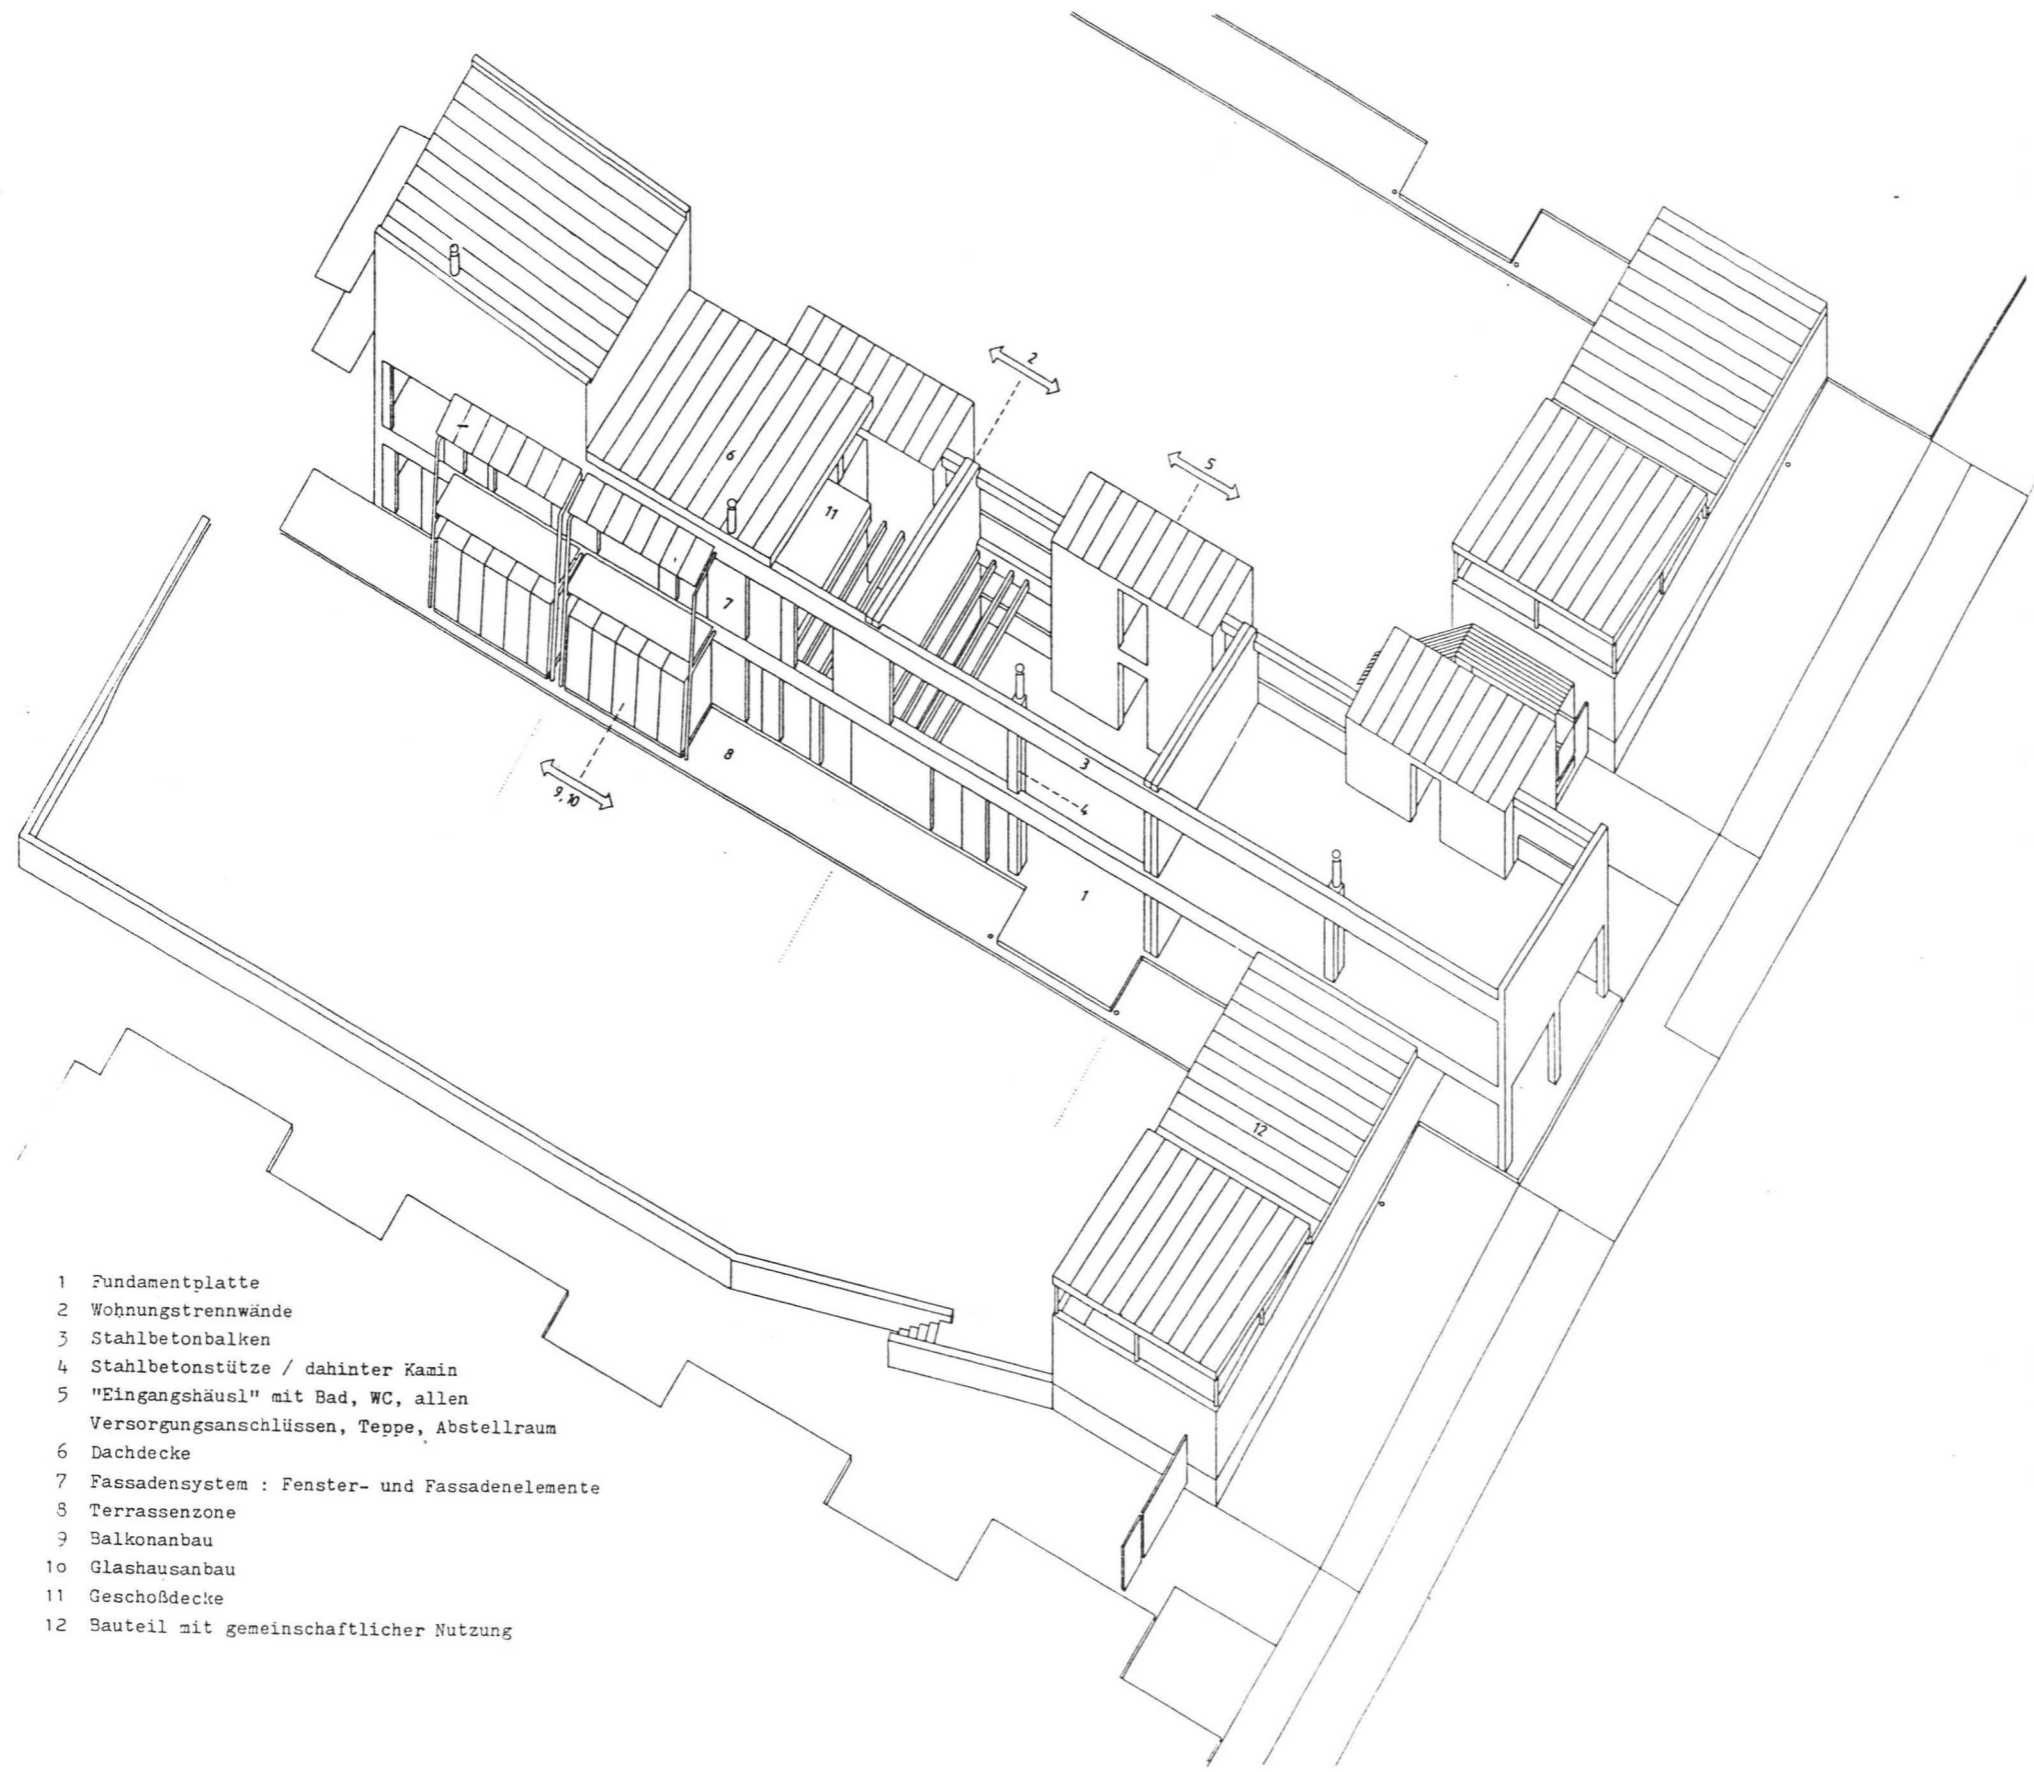 2
5
6
11
7
8
3
9,10
4
1
12
1 Fundamentplatte
2 Wohnungstrennwände
3 Stahlbetonbalken
4 Stahlbetonstütze / dahinter Kamin
5 "Eingangshäusl" mit Bad, WC, allen
Versorgungsanschlüssen, Teppe, Abstellraum
6 Dachdecke
7 Fassadensystem : Fenster- und Fassadenelemente
8 Terrassenzone
9 Balkonanbau
1o Glashausanbau
11 Geschoßdecke
12 Bauteil mit gemeinschaftlicher Nutzung